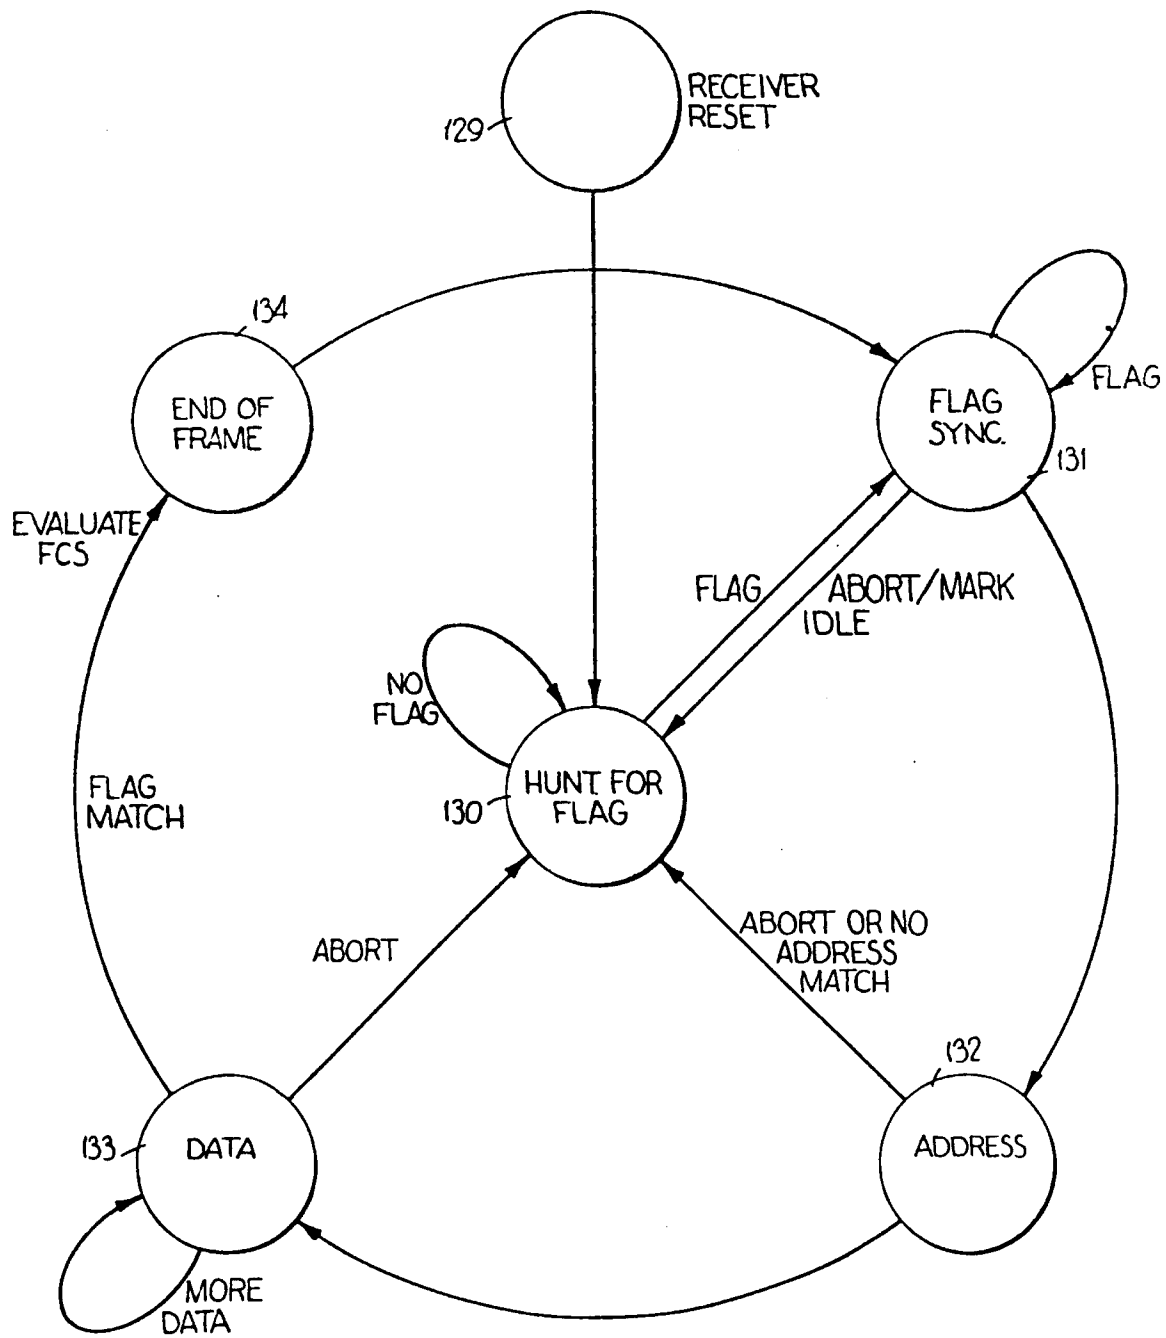 RECEIVER
RESET
129
134
END OF
FRAME
FLAG
SYNC.
FLAG
131
EVALUATE
FCS
FLAG
ABORT/MARK
IDLE
NO
FLAG
HUNT FOR
FLAG
130
FLAG
MATCH
ABORT
ABORT OR NO
ADDRESS
MATCH
132
133
DATA
ADDRESS
MORE
DATA